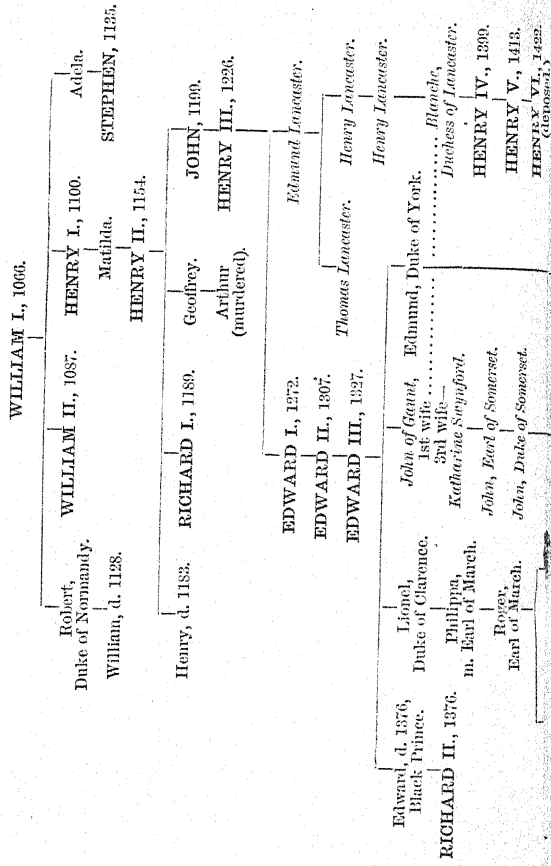 WILLIAM I., 1066.
Robert,
Duke of Normandy.
William, d. 1128.
WILLIAM II., 1087.
HENRY I., 1100.
Matilda.
HENRY II., 1154.
Adela.
STEPHEN, 1135.
Henry, d. 1183.
RICHARD I., 1189.
Geoffrey.
Arthur
(murdered).
JOHN, 1199.
HENRY III., 1226.
EDWARD I., 1272.
EDWARD II., 1307.
EDWARD III., 1327.
Edmund Lancaster.
Thomas Lancaster.
Henry Lancaster.
Henry Lancaster.
Edward, d. 1376,
Black Prince.
RICHARD II., 1376.
Lionel,
Duke of Clarence.
Philippa,
m. Earl of March.
Roger,
Earl of March.
John of Gaunt,
1st wife
3rd wife—
Katharine Swynford.
John, Earl of Somerset.
John, Duke of Somerset.
Edmund, Duke of York.
Blanche,
Duchess of Lancaster.
HENRY IV., 1399.
HENRY V., 1413.
HENRY VI., 1422.
(deposed.)